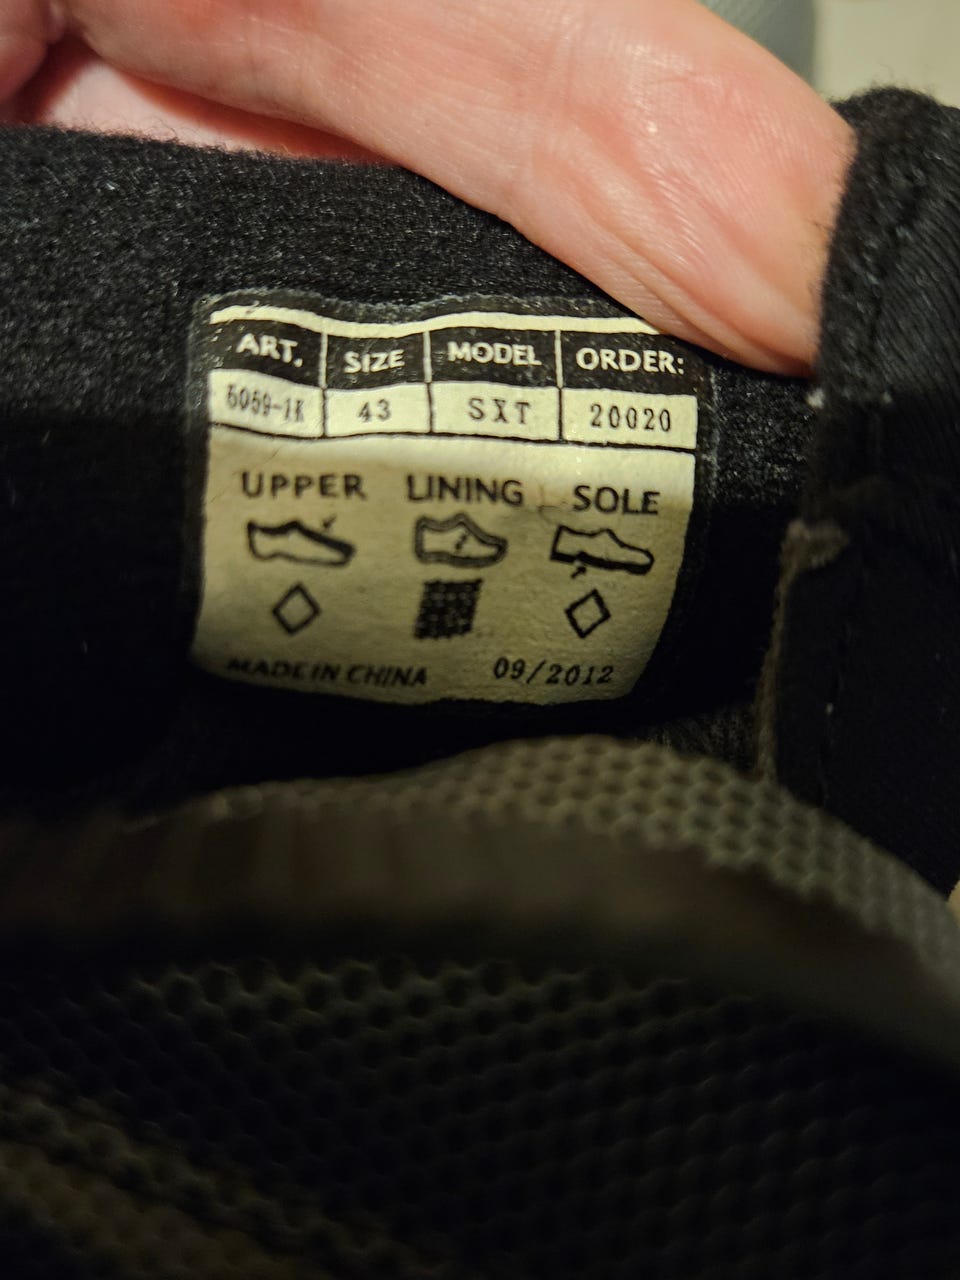 ART. SIZE MODEL ORDER:
43 SXT 20020
UPPER LINING SOLE
MADE IN CHINA 09/2012